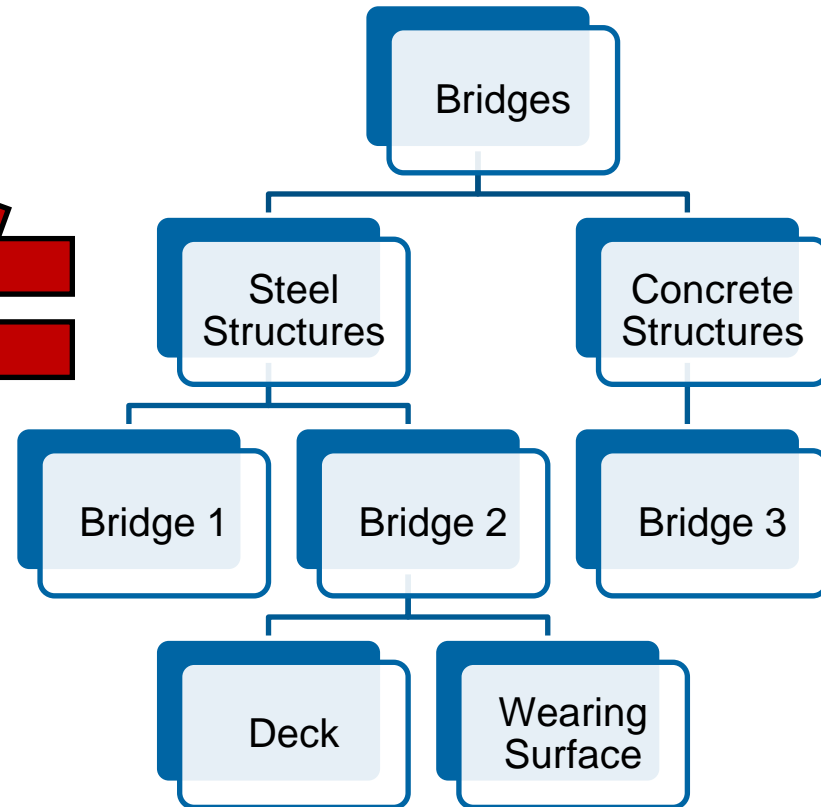 Bridges
Steel
Structures
Concrete
Structures
Bridge 1
Bridge 2
Bridge 3
Deck
Wearing
Surface